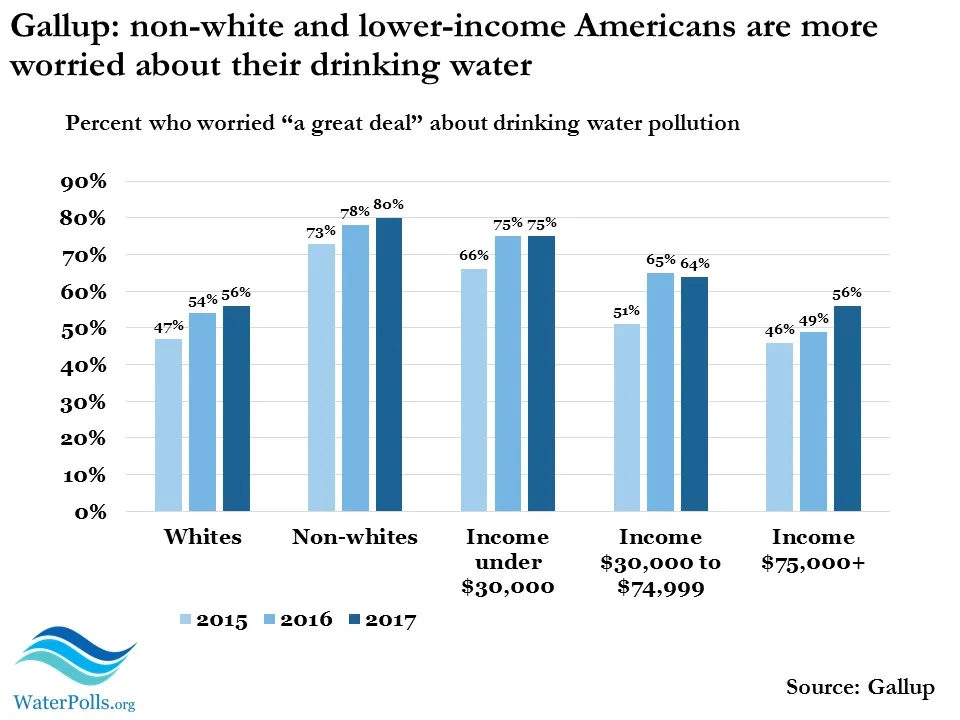 Gallup: non-white and lower-income Americans are more
worried about their drinking water
Percent who worried “a great deal” about drinking water pollution
90%
80%
70%
60%
50%
40%
30%
20%
10%
0%
47%
54%
56%
73%
78%
80%
66%
75%
75%
51%
65%
64%
46%
49%
56%
Whites
Non-whites
Income
under
$30,000
Income
$30,000 to
$74,999
Income
$75,000+
2015
2016
2017
WaterPolls.org
Source: Gallup